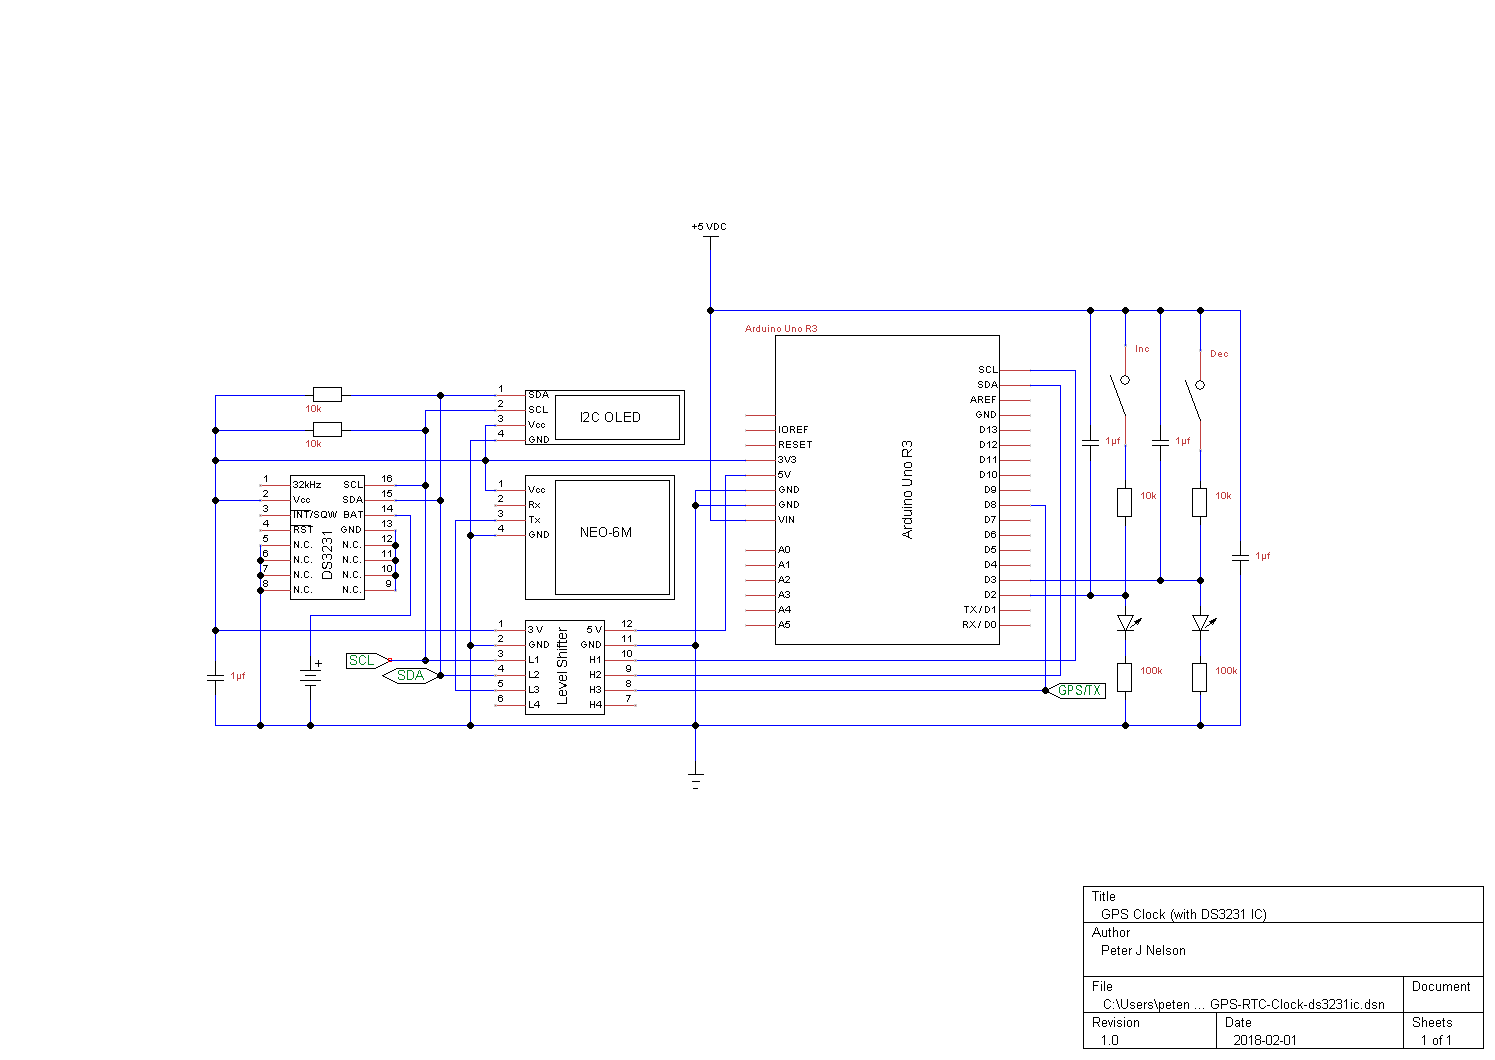 +5 VDC
Arduino Uno R3
Inc
Dec
SCL
SDA
AREF
GND
D13
D12
D11
D10
D9
D8
D7
D6
D5
D4
D3
D2
TX/D1
RX/D0
IOREF
RESET
3V3
5V
GND
GND
VIN
A0
A1
A2
A3
A4
A5
Arduino Uno R3
10k
10k
1 SDA
2 SCL
3 Vcc
4 GND
I2C OLED
1 Vcc
2 Rx
3 Tx
4 GND
NEO-6M
1 32kHz SCL 16
2 Vcc SDA 15
3 INT/SQW BAT 14
4 RST GND 13
5 N.C. N.C. 12
6 N.C. N.C. 11
7 N.C. N.C. 10
8 N.C. N.C. 9
DS3231
1 3V 5V 12
2 GND GND 11
3 L1 H1 10
4 L2 H2 9
5 L3 H3 8
6 L4 H4 7
Level Shifter
SCL
SDA
GPS/TX
+
1µf
1µf
1µf
1µf
10k
10k
100k
100k
Title
GPS Clock (with DS3231 IC)
Author
Peter J Nelson
File
C:\Users\peten ... GPS-RTC-Clock-ds3231ic.dsn
Document
Revision
1.0
Date
2018-02-01
Sheets
1 of 1